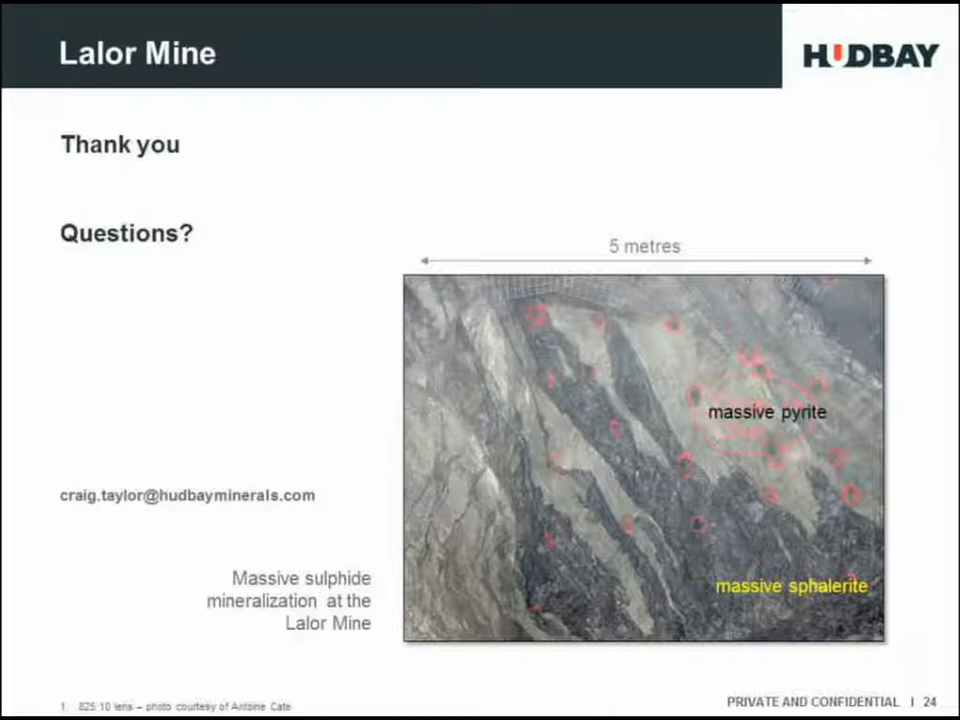 Lalor Mine
HUDBAY
Thank you
Questions?
5 metres
massive pyrite
craig.taylor@hudbayminerals.com
massive sphalerite
Massive sulphide
mineralization at the
Lalor Mine
1. 825 10 lens – photo courtesy of Antoine Cate
PRIVATE AND CONFIDENTIAL I 24